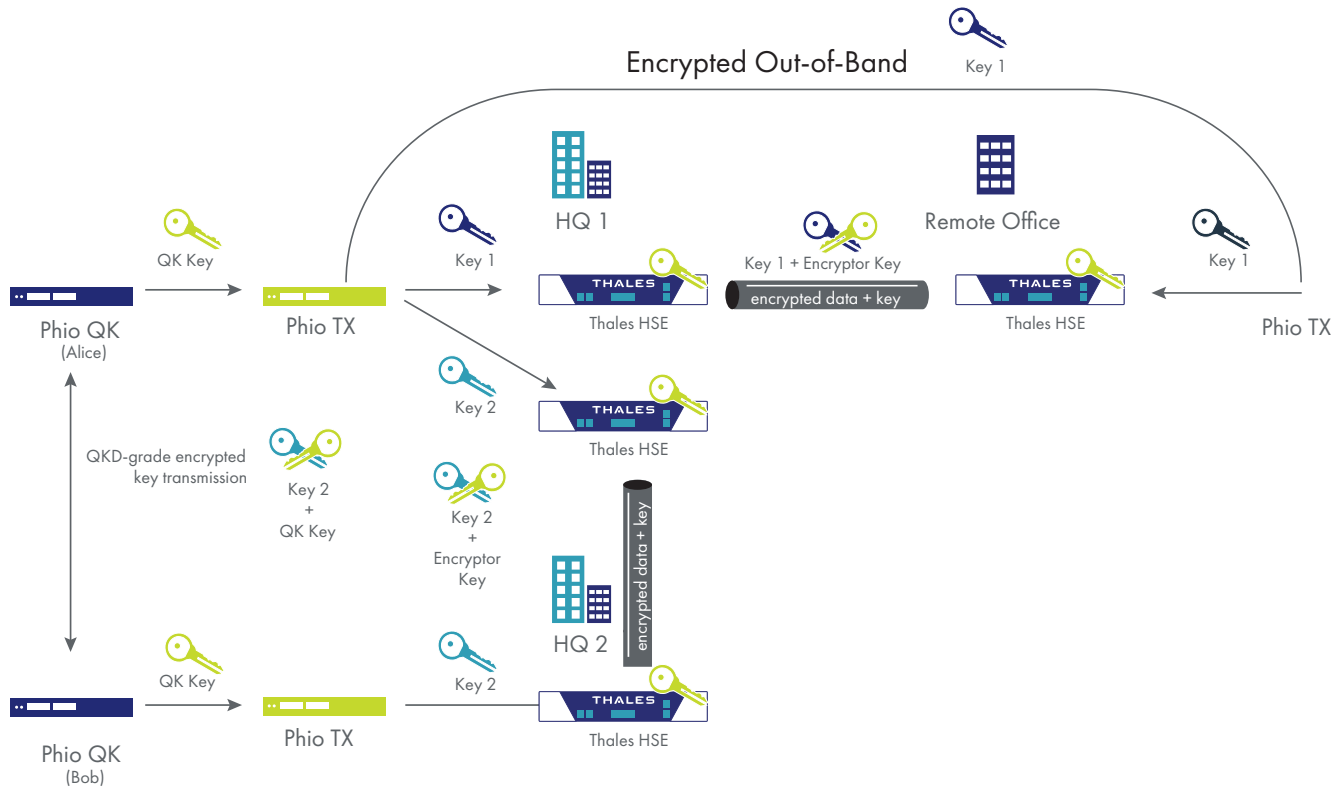 Encrypted Out-of-Band
Key 1
HQ 1
Remote Office
QK Key
Key 1
Key 1 + Encryptor Key
Key 1
THALES
encrypted data + key
THALES
Phio QK
(Alice)
Phio TX
Thales HSE
Thales HSE
Phio TX
Key 2
THALES
Thales HSE
QKD-grade encrypted
key transmission
Key 2
+
QK Key
Key 2
+
Encryptor
Key
encrypted data + key
HQ 2
QK Key
Key 2
THALES
Phio QK
(Bob)
Phio TX
Thales HSE